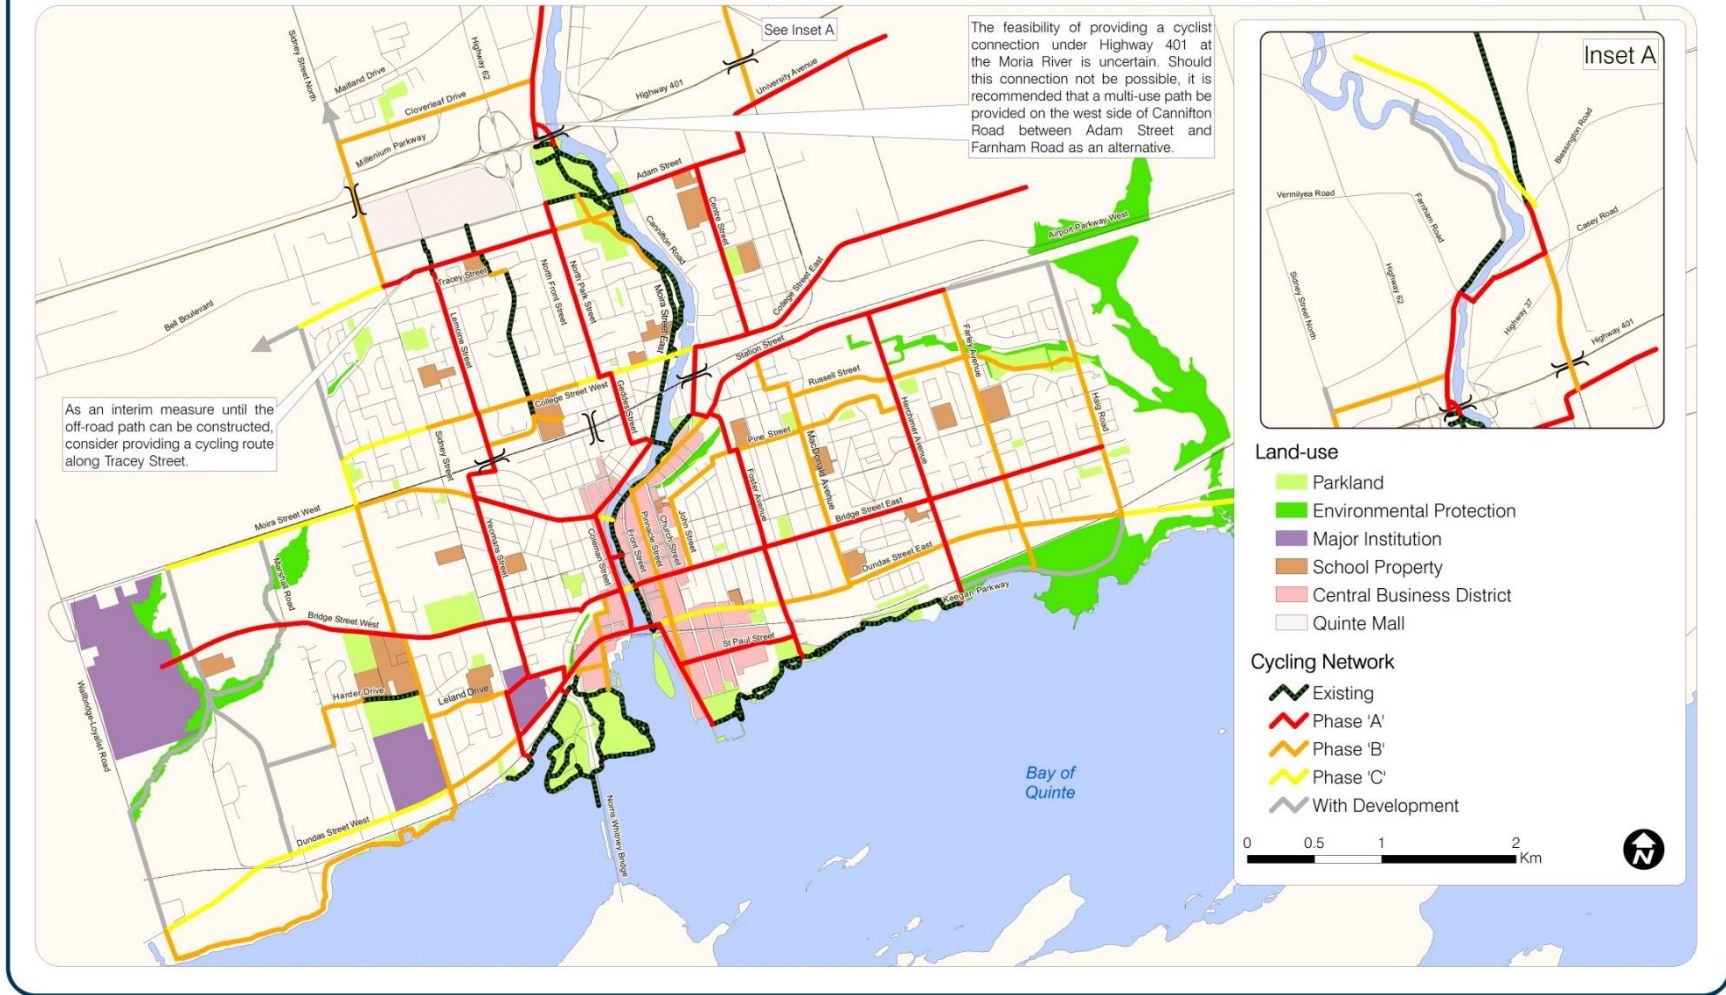 See Inset A
The feasibility of providing a cyclist
connection under Highway 401 at
the Moria River is uncertain. Should
this connection not be possible, it is
recommended that a multi-use path be
provided on the west side of Cannifton
Road between Adam Street and
Farnham Road as an alternative.
Sidney Street North
Maitland Drive
Highway 62
Cloverleaf Drive
Millenium Parkway
Highway 401
University Avenue
Adam Street
Centre Street
Cannifton Road
Airport Parkway West
Bell Boulevard
Tracey Street
North Front Street
North Park Street
Moira Street East
College Street East
Lemoine Street
Station Street
Farley Avenue
Russell Street
College Street West
Geddes Street
Herchimer Avenue
Haig Road
As an interim measure until the
off-road path can be constructed,
consider providing a cycling route
along Tracey Street.
Sidney Street
Pine Street
MacDonald Avenue
Foster Avenue
Bridge Street East
Moira Street West
Yeomans Street
Coleman Street
Front Street
Pinnacle Street
Church Street
John Street
Dundas Street East
Keegan Parkway
Marshall Road
Bridge Street West
St Paul Street
Harder Drive
Leland Drive
Wallbridge-Loyalist Road
Dundas Street West
Norris Whitney Bridge
Bay of
Quinte
Inset A
Blessington Road
Vermilyea Road
Farnham Road
Casey Road
Sidney Street North
Highway 62
Highway 37
Highway 401
Land-use
Parkland
Environmental Protection
Major Institution
School Property
Central Business District
Quinte Mall
Cycling Network
Existing
Phase 'A'
Phase 'B'
Phase 'C'
With Development
0 0.5 1 2
Km
N